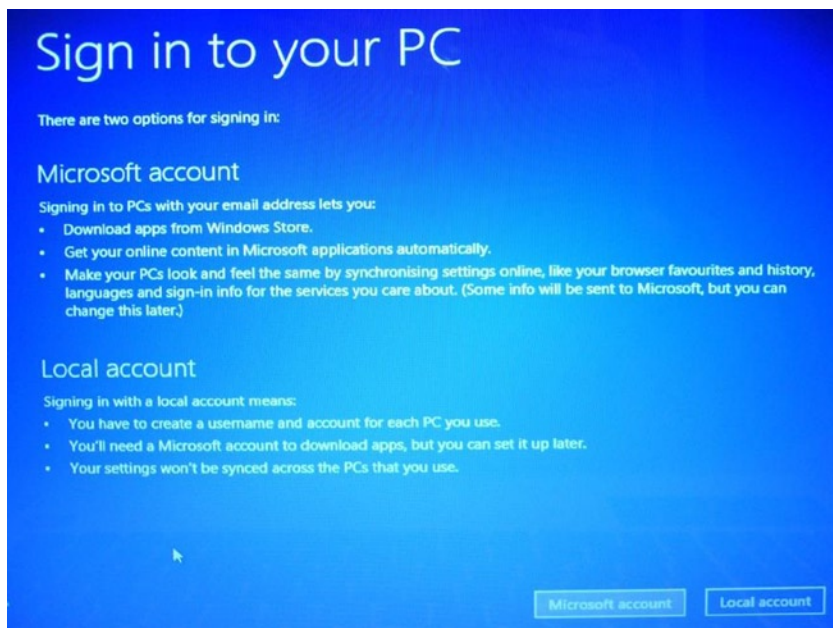 Sign in to your PC
There are two options for signing in:
Microsoft account
Signing in to PCs with your email address lets you:
• Download apps from Windows Store.
• Get your online content in Microsoft applications automatically.
• Make your PCs look and feel the same by synchronising settings online, like your browser favourites and history,
languages and sign-in info for the services you care about. (Some info will be sent to Microsoft, but you can
change this later.)
Local account
Signing in with a local account means:
• You have to create a username and account for each PC you use.
• You'll need a Microsoft account to download apps, but you can set it up later.
• Your settings won't be synced across the PCs that you use.
Microsoft account Local account